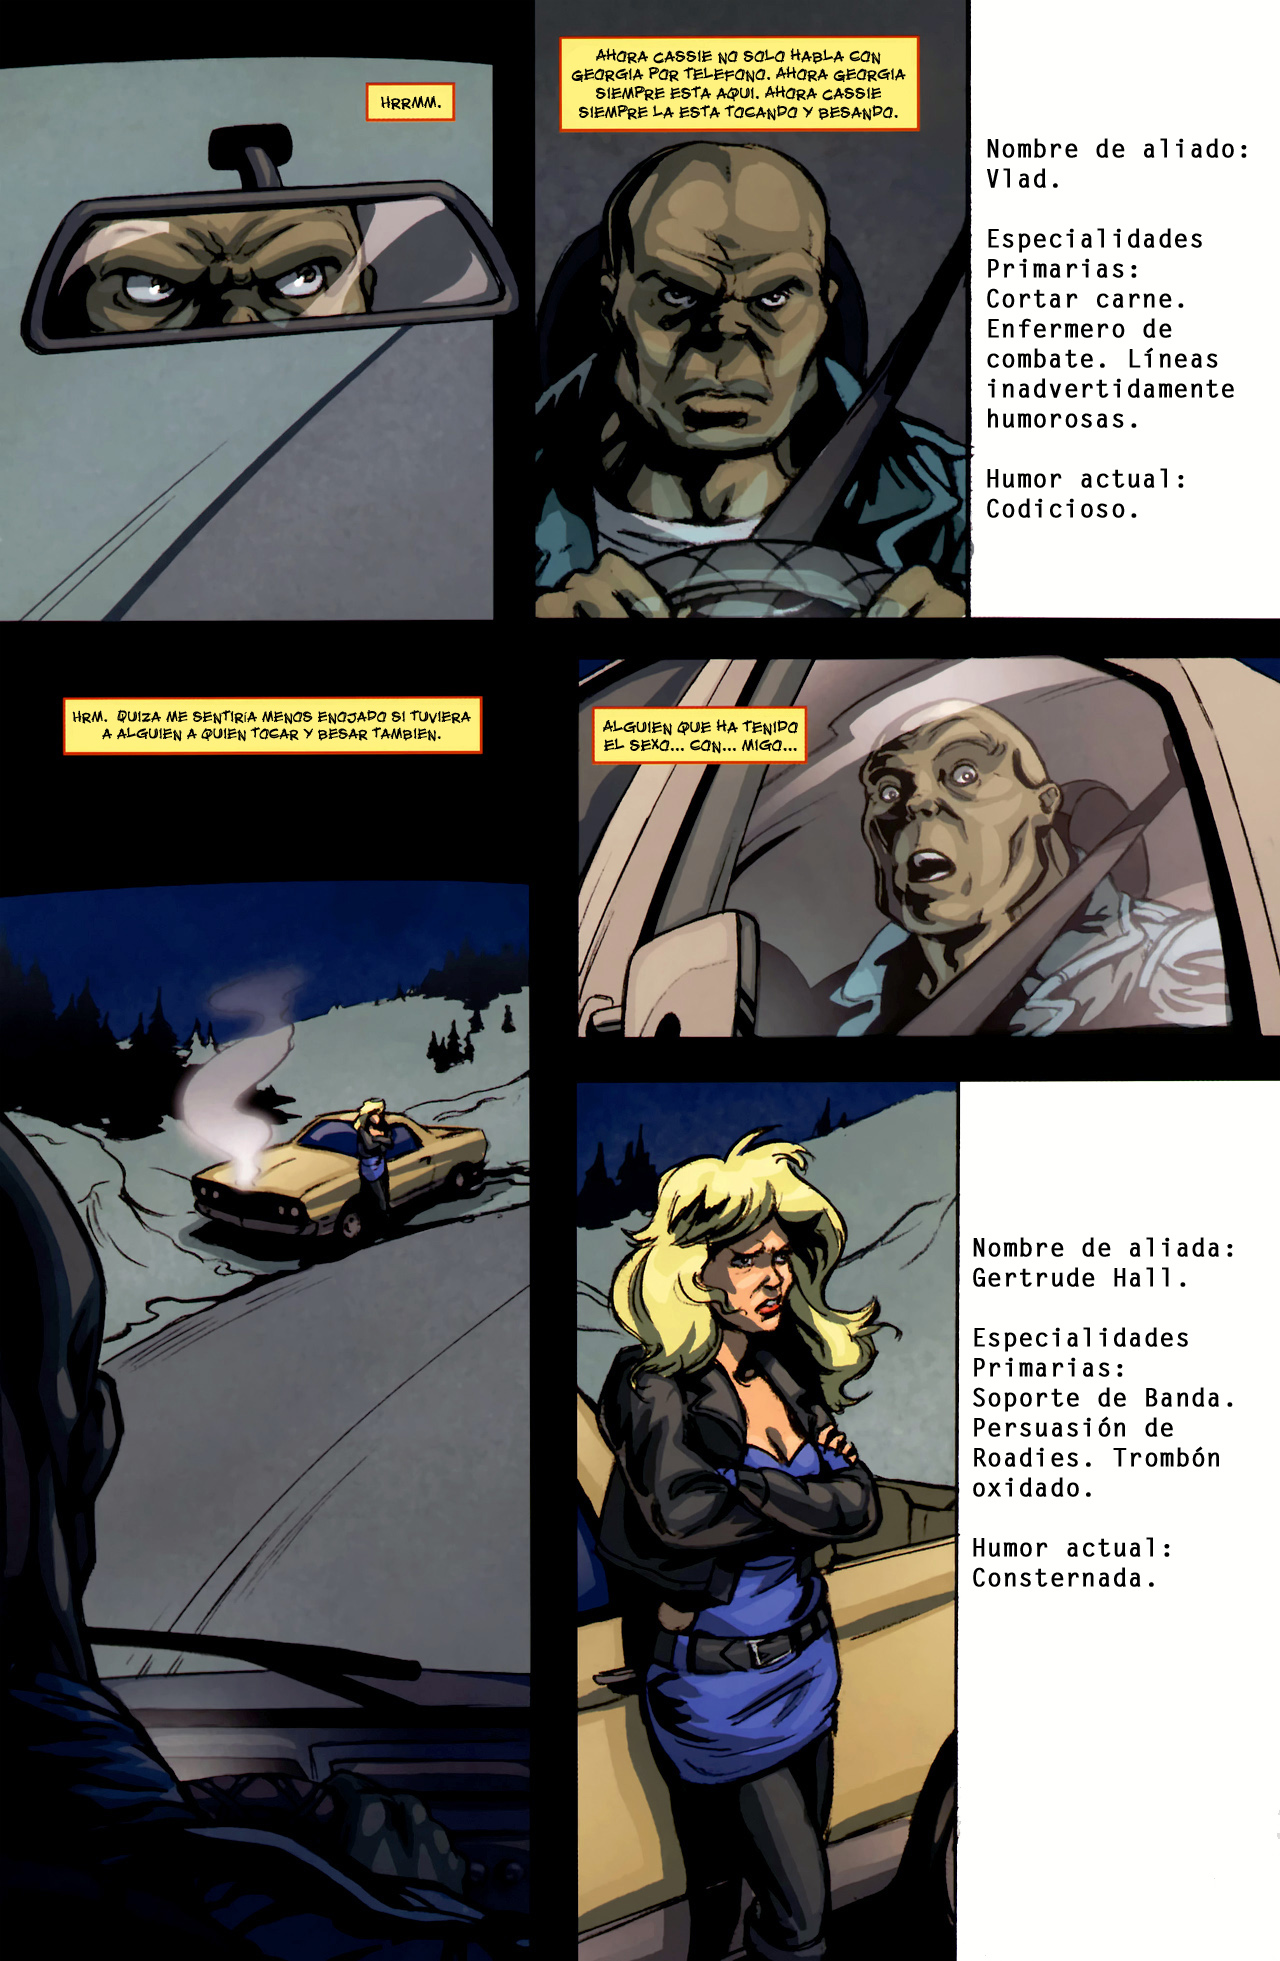 HRRMM.
AHORA CASSIE NO SOLO HABLA CON
GEORGIA POR TELEFONO. AHORA GEORGIA
SIEMPRE ESTA AQUI. AHORA CASSIE
SIEMPRE LA ESTA TOCANDO Y BESANDO.
Nombre de aliado:
Vlad.
Especialidades
Primarias:
Cortar carne.
Enfermero de
combate. Líneas
inadvertidamente
humorosas.
Humor actual:
Codicioso.
HRM. QUIZA ME SENTIRIA MENOS ENOJADO SI TUVIERA
A ALGUIEN A QUIEN TOCAR Y BESAR TAMBIEN.
ALGUIEN QUE HA TENIDO
EL SEXO... CON... MIGO...
Nombre de aliada:
Gertrude Hall.
Especialidades
Primarias:
Soporte de Banda.
Persuasión de
Roadies. Trombón
oxidado.
Humor actual:
Consternada.